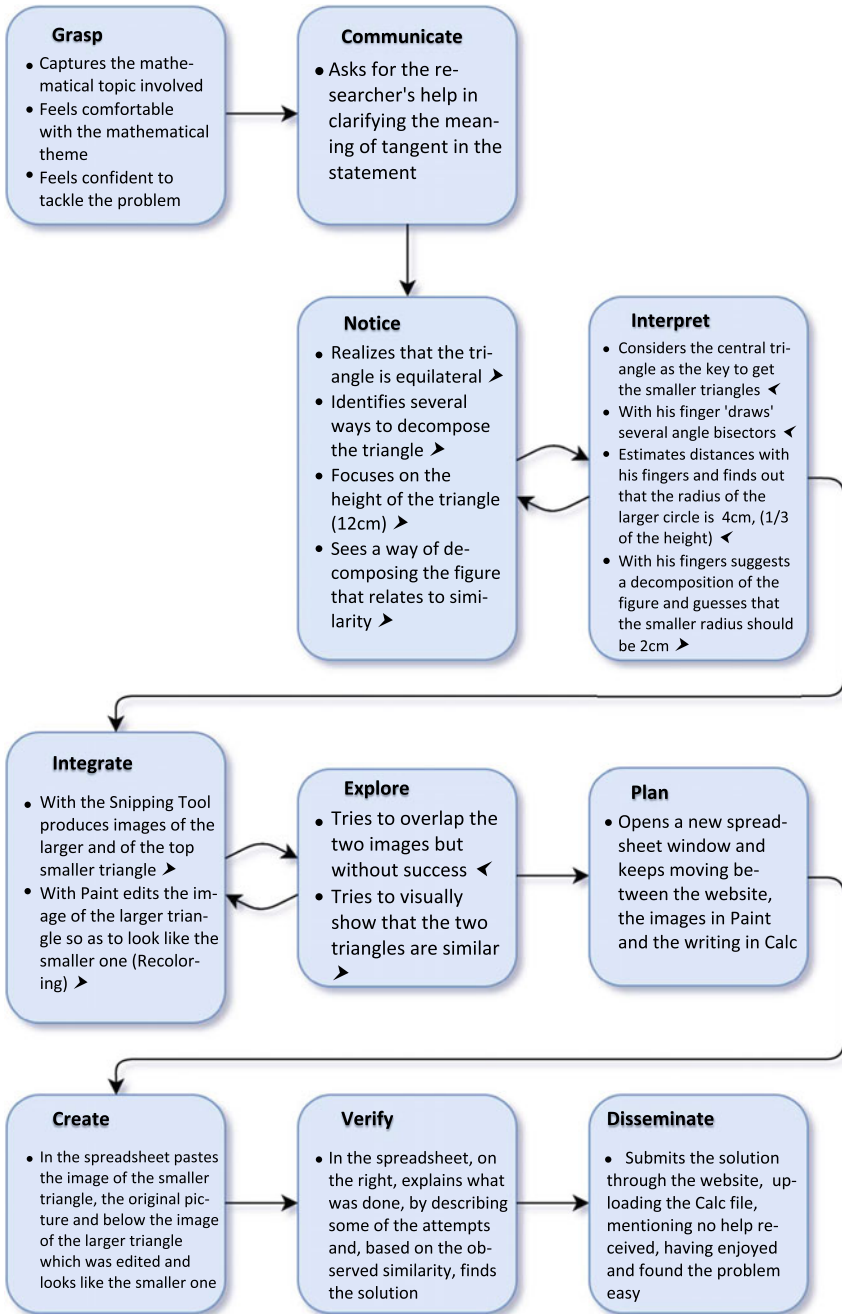 Grasp
• Captures the mathe-
matical topic involved
• Feels comfortable
with the mathematical
theme
• Feels confident to
tackle the problem
Communicate
• Asks for the re-
searcher's help in
clarifying the mean-
ing of tangent in the
statement
Notice
• Realizes that the tri-
angle is equilateral ➤
• Identifies several
ways to decompose
the triangle ➤
• Focuses on the
height of the triangle
(12cm) ➤
• Sees a way of de-
composing the figure
that relates to simi-
larity ➤
Interpret
• Considers the central tri-
angle as the key to get
the smaller triangles ⮜
• With his finger 'draws'
several angle bisectors ⮜
• Estimates distances with
his fingers and finds out
that the radius of the
larger circle is 4cm, (1/3
of the height) ⮜
• With his fingers suggests
a decomposition of the
figure and guesses that
the smaller radius should
be 2cm ➤
Integrate
• With the Snipping Tool
produces images of the
larger and of the top
smaller triangle ➤
• With Paint edits the im-
age of the larger trian-
gle so as to look like the
smaller one (Recolor-
ing) ➤
Explore
• Tries to overlap the
two images but
without success ⮜
• Tries to visually
show that the two
triangles are similar
➤
Plan
• Opens a new spread-
sheet window and
keeps moving be-
tween the website,
the images in Paint
and the writing in Calc
Create
• In the spreadsheet pastes
the image of the smaller
triangle, the original pic-
ture and below the image
of the larger triangle
which was edited and
looks like the smaller one
Verify
• In the spreadsheet, on
the right, explains what
was done, by describing
some of the attempts
and, based on the ob-
served similarity, finds
the solution
Disseminate
• Submits the solution
through the website, up-
loading the Calc file,
mentioning no help re-
ceived, having enjoyed
and found the problem
easy